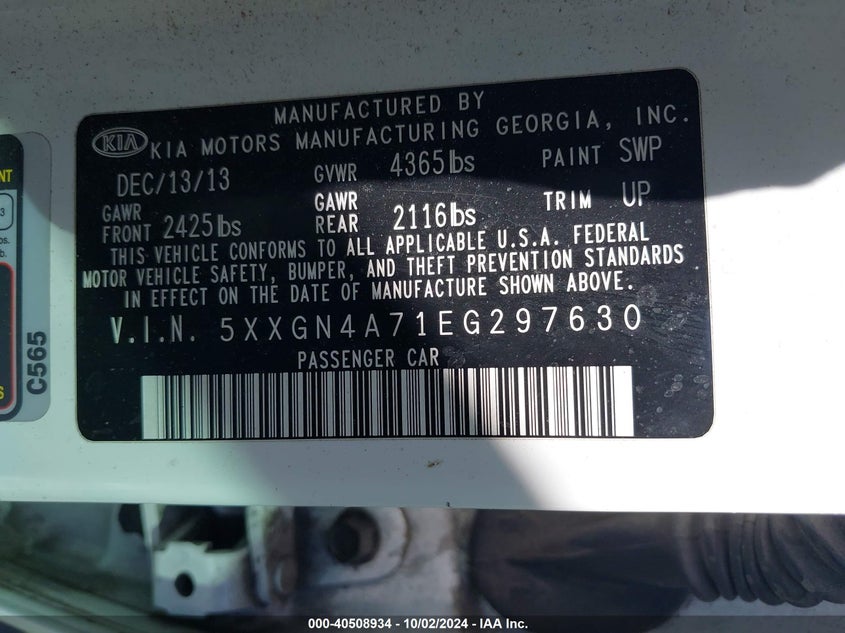 MANUFACTURED BY
KIA KIA MOTORS MANUFACTURING GEORGIA, INC.
DEC/13/13 GVWR 4365lbs PAINT SWP
GAWR FRONT 2425lbs GAWR REAR 2116lbs TRIM UP
THIS VEHICLE CONFORMS TO ALL APPLICABLE U.S.A. FEDERAL
MOTOR VEHICLE SAFETY, BUMPER, AND THEFT PREVENTION STANDARDS
IN EFFECT ON THE DATE OF MANUFACTURE SHOWN ABOVE.
V.I.N. 5XXGN4A71EG297630
PASSENGER CAR
NT
3
os.
b.
S
C565
000-40508934 - 10/02/2024 - IAA Inc.